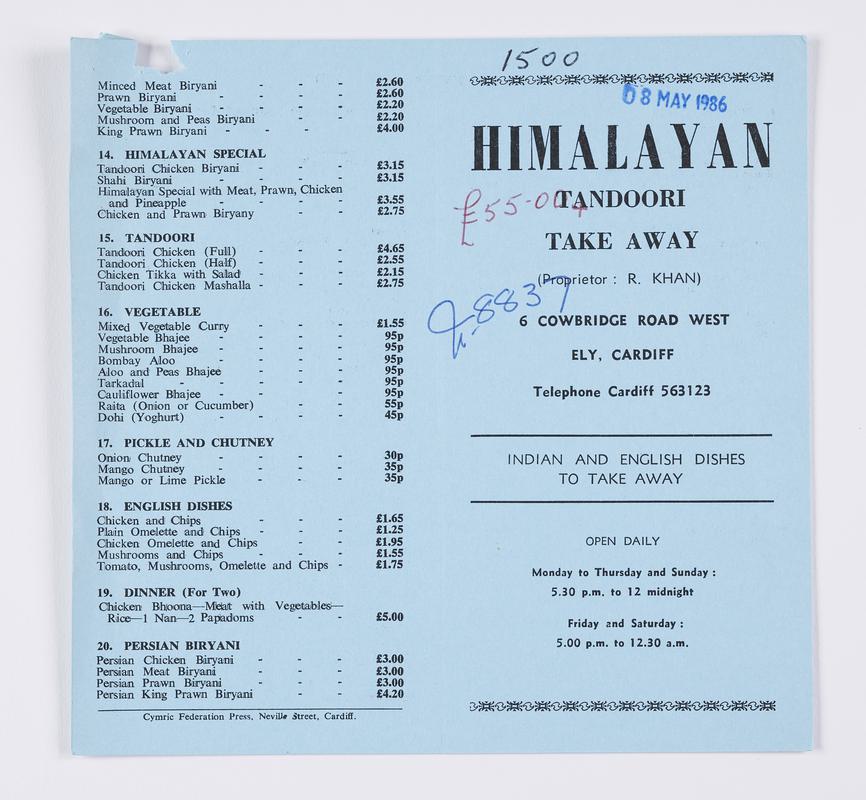 Minced Meat Biryani - - - £2.60
Prawn Biryani - - - - £2.60
Vegetable Biryani - - - - £2.20
Mushroom and Peas Biryani - - - £2.20
King Prawn Biryani - - - £4.00
14. HIMALAYAN SPECIAL
Tandoori Chicken Biryani - - - £3.15
Shahi Biryani - - - - £3.15
Himalayan Special with Meat, Prawn, Chicken
and Pineapple - - - - £3.55
Chicken and Prawn Biryany - - - £2.75
15. TANDOORI
Tandoori Chicken (Full) - - - £4.65
Tandoori Chicken (Half) - - - £2.55
Chicken Tikka with Salad - - - £2.15
Tandoori Chicken Mashalla - - - £2.75
16. VEGETABLE
Mixed Vegetable Curry - - - £1.55
Vegetable Bhajee - - - - 95p
Mushroom Bhajee - - - - 95p
Bombay Aloo - - - - 95p
Aloo and Peas Bhajee - - - - 95p
Tarkadal - - - - - 95p
Cauliflower Bhajee - - - - 95p
Raita (Onion or Cucumber) - - - 55p
Dohi (Yoghurt) - - - - 45p
17. PICKLE AND CHUTNEY
Onion Chutney - - - - 30p
Mango Chutney - - - - 35p
Mango or Lime Pickle - - - - 35p
18. ENGLISH DISHES
Chicken and Chips - - - £1.65
Plain Omelette and Chips - - - £1.25
Chicken Omelette and Chips - - - £1.95
Mushrooms and Chips - - - £1.55
Tomato, Mushrooms, Omelette and Chips - £1.75
19. DINNER (For Two)
Chicken Bhoona—Meat with Vegetables—
Rice—1 Nan—2 Papadoms - - £5.00
20. PERSIAN BIRYANI
Persian Chicken Biryani - - - £3.00
Persian Meat Biryani - - - £3.00
Persian Prawn Biryani - - - £3.00
Persian King Prawn Biryani - - - £4.20
Cymric Federation Press, Neville Street, Cardiff.
1500
08 MAY 1986
HIMALAYAN
£55-00
TANDOORI
TAKE AWAY
(Proprietor : R. KHAN)
8837
6 COWBRIDGE ROAD WEST
ELY, CARDIFF
Telephone Cardiff 563123
INDIAN AND ENGLISH DISHES
TO TAKE AWAY
OPEN DAILY
Monday to Thursday and Sunday :
5.30 p.m. to 12 midnight
Friday and Saturday :
5.00 p.m. to 12.30 a.m.